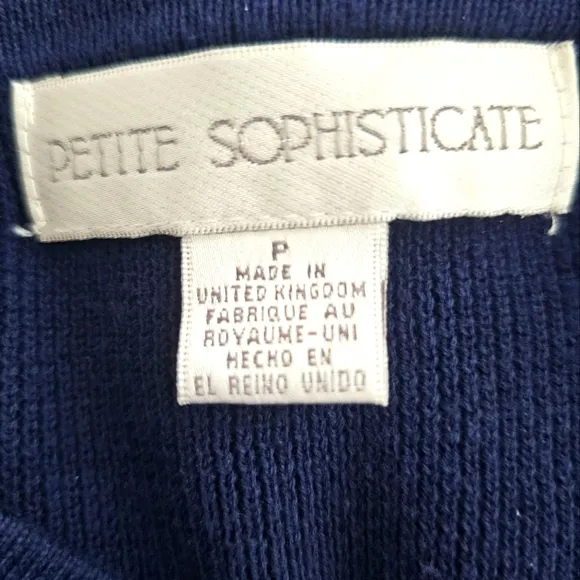 PETITE SOPHISTICATE
P
MADE IN
UNITED KINGDOM
FABRIQUE AU
ROYAUME-UNI
HECHO EN
EL REINO UNIDO